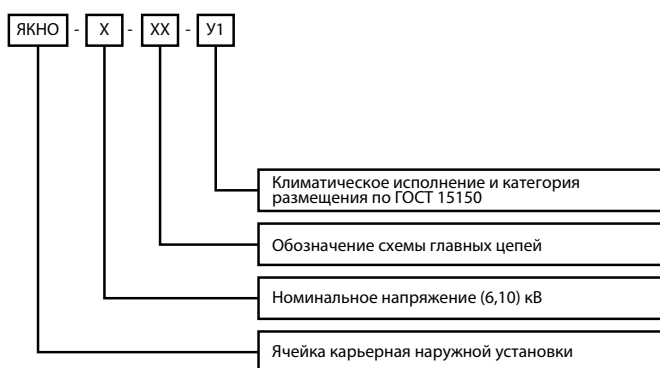 ЯКНО - X - XX - У1
Климатическое исполнение и категория
размещения по ГОСТ 15150
Обозначение схемы главных цепей
Номинальное напряжение (6,10) кВ
Ячейка карьерная наружной установки